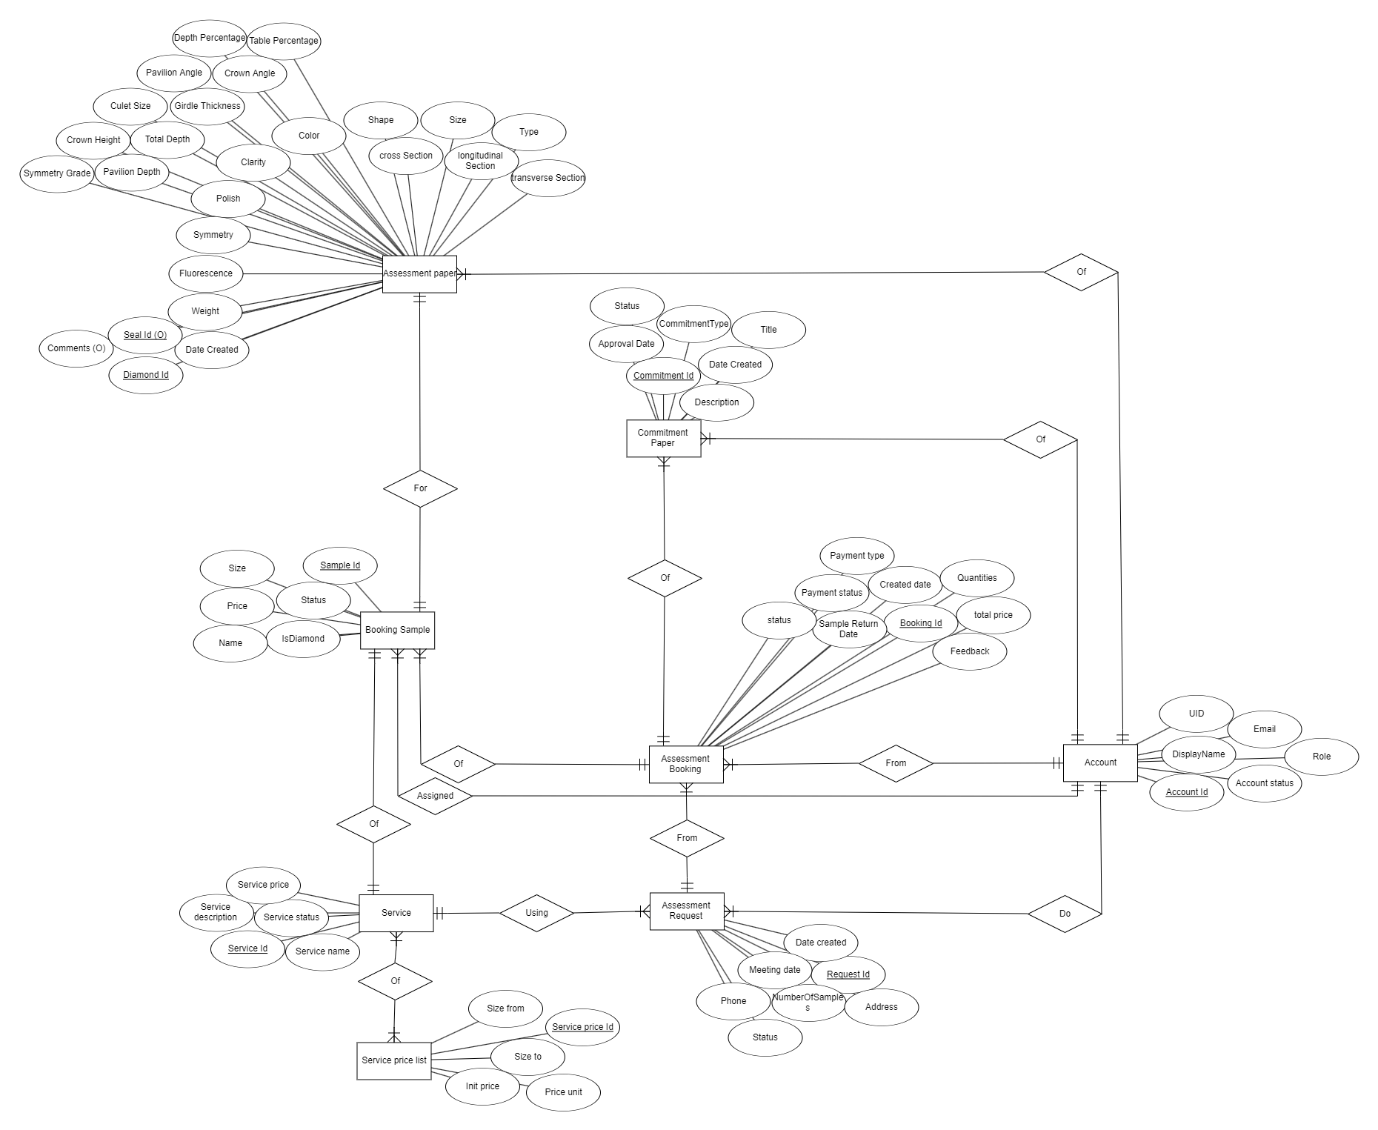 Depth Percentage
Table Percentage
Pavilion Angle
Crown Angle
Culet Size
Girdle Thickness
Color
Shape
Size
Type
Crown Height
Total Depth
Clarity
cross Section
longitudinal
Section
Symmetry Grade
Pavilion Depth
transverse Section
Polish
Symmetry
Fluorescence
Assessment paper
Of
Weight
Seal Id (O)
Comments (O)
Date Created
Diamond Id
Status
CommitmentType
Title
Approval Date
Date Created
Commitment Id
Description
Commitment
Paper
Of
For
Of
Size
Sample Id
Price
Status
Name
IsDiamond
Booking Sample
Payment type
Payment status
Created date
Quantities
status
Sample Return
Date
Booking Id
total price
Feedback
Of
Assessment
Booking
From
Account
UID
Email
DisplayName
Role
Account status
Account Id
Assigned
Of
From
Service price
Service
description
Service status
Service Id
Service name
Service
Using
Assessment
Request
Do
Date created
Meeting date
Request Id
Phone
NumberOfSample
s
Address
Status
Of
Size from
Service price Id
Service price list
Size to
Init price
Price unit